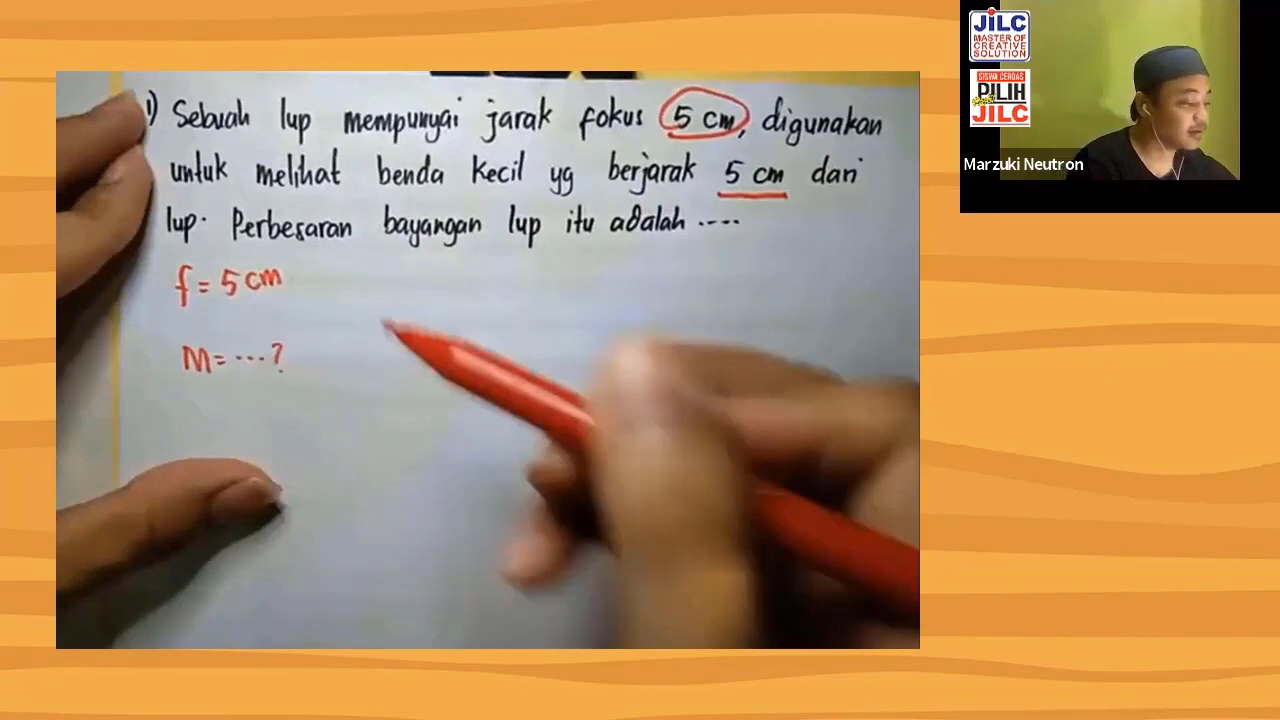 1) Sebuah lup mempunyai jarak fokus 5 cm, digunakan
untuk melihat benda kecil yg berjarak 5 cm dari
lup. Perbesaran bayangan lup itu adalah ....
f = 5 cm
M = ... ?
JILC
MASTER OF
CREATIVE
SOLUTION
SISWA CERDAS
PILIH
JILC
Marzuki Neutron